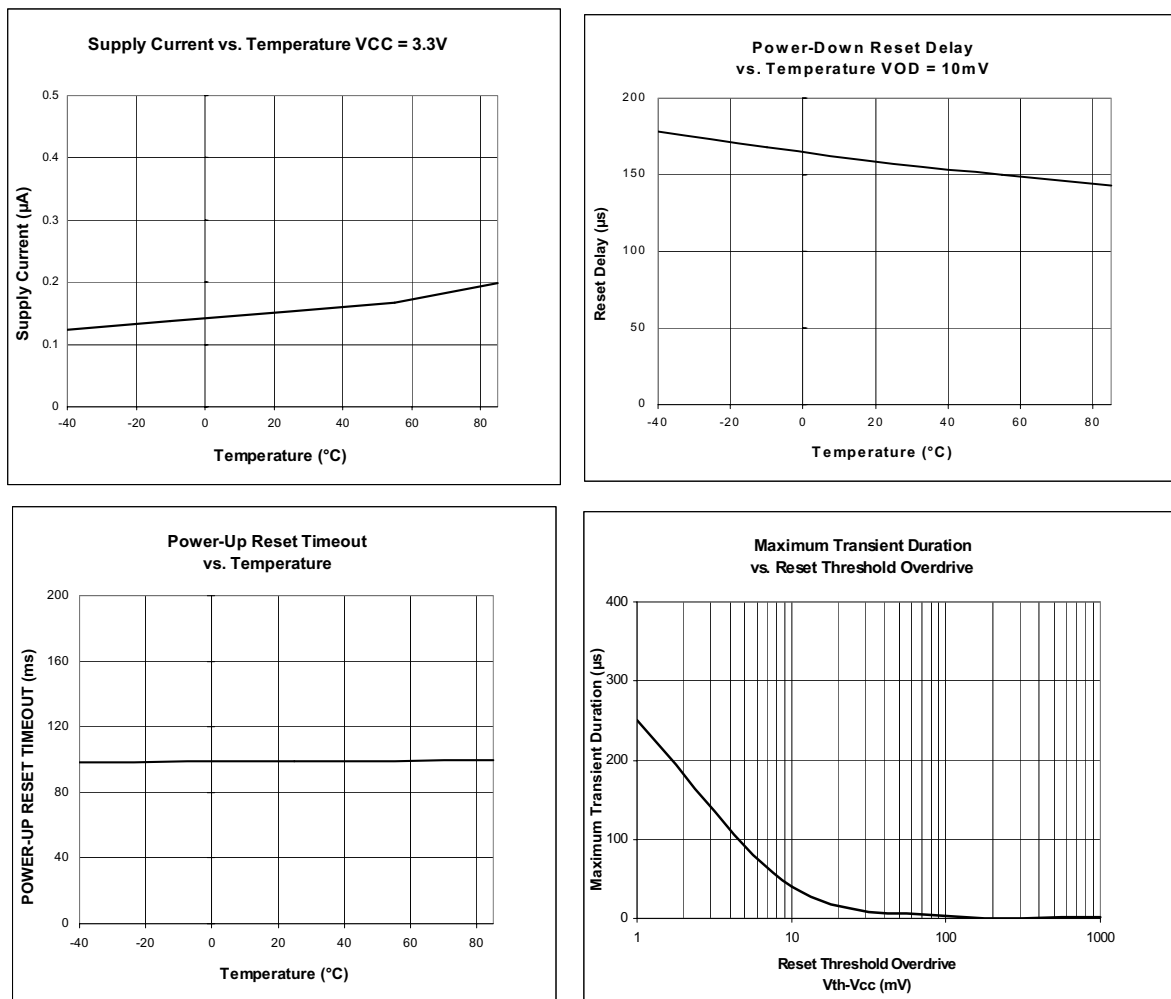 Supply Current vs. Temperature VCC = 3.3V
0.5
0.4
0.3
0.2
0.1
0
Supply Current (µA)
-40 -20 0 20 40 60 80
Temperature (°C)
Power-Down Reset Delay
vs. Temperature VOD = 10mV
200
150
100
50
0
Reset Delay (µs)
-40 -20 0 20 40 60 80
Temperature (°C)
Power-Up Reset Timeout
vs. Temperature
200
160
120
80
40
0
POWER-UP RESET TIMEOUT (ms)
-40 -20 0 20 40 60 80
Temperature (°C)
Maximum Transient Duration
vs. Reset Threshold Overdrive
400
300
200
100
0
Maximum Transient Duration (µs)
1 10 100 1000
Reset Threshold Overdrive
Vth-Vcc (mV)